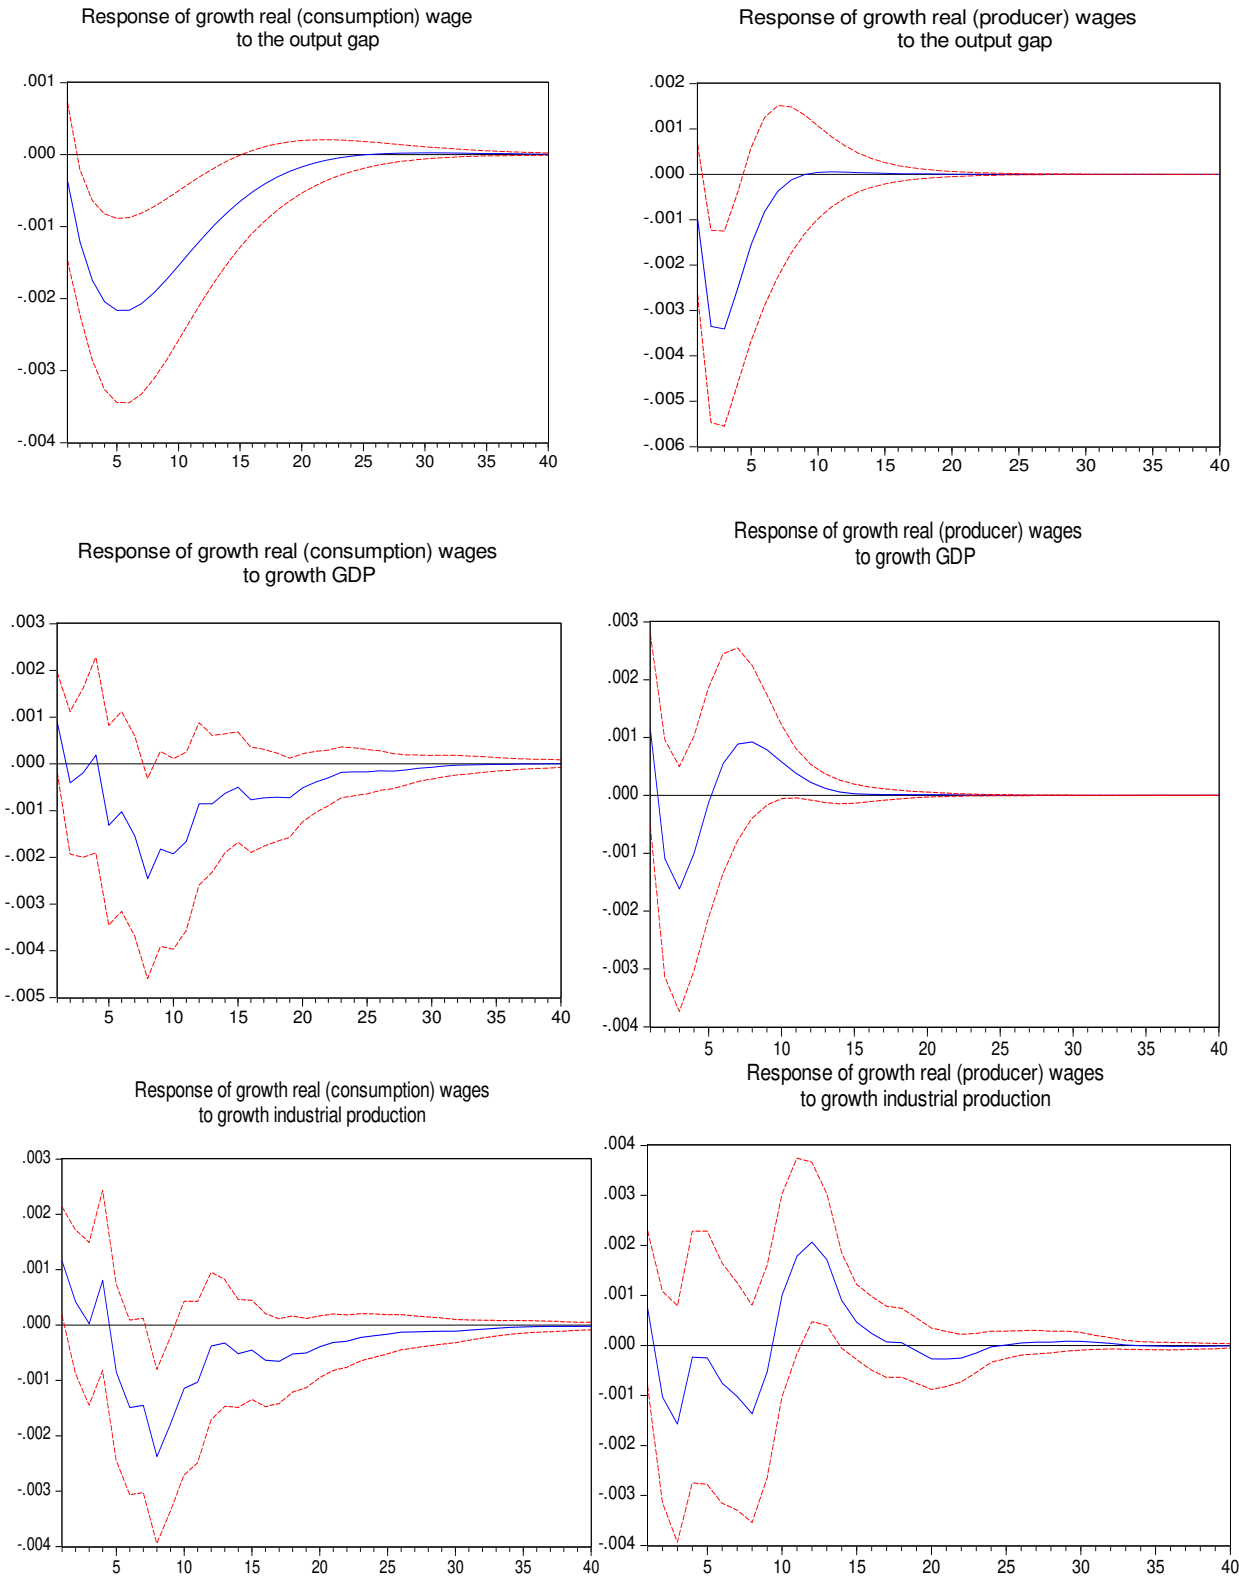 Response of growth real (consumption) wage
to the output gap
.001
.000
-.001
-.002
-.003
-.004
5 10 15 20 25 30 35 40
Response of growth real (producer) wages
to the output gap
.002
.001
.000
-.001
-.002
-.003
-.004
-.005
-.006
5 10 15 20 25 30 35 40
Response of growth real (consumption) wages
to growth GDP
.003
.002
.001
.000
-.001
-.002
-.003
-.004
-.005
5 10 15 20 25 30 35 40
Response of growth real (producer) wages
to growth GDP
.003
.002
.001
.000
-.001
-.002
-.003
-.004
5 10 15 20 25 30 35 40
Response of growth real (consumption) wages
to growth industrial production
.003
.002
.001
.000
-.001
-.002
-.003
-.004
5 10 15 20 25 30 35 40
Response of growth real (producer) wages
to growth industrial production
.004
.003
.002
.001
.000
-.001
-.002
-.003
-.004
5 10 15 20 25 30 35 40